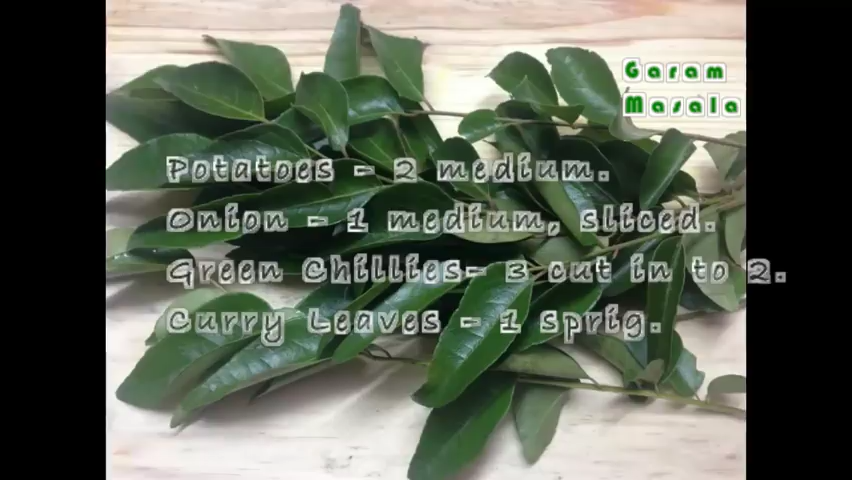 Garam
Masala
Potatoes - 2 medium.
Onion - 1 medium, sliced.
Green Chillies- 3 cut in to 2.
Curry Leaves - 1 sprig.